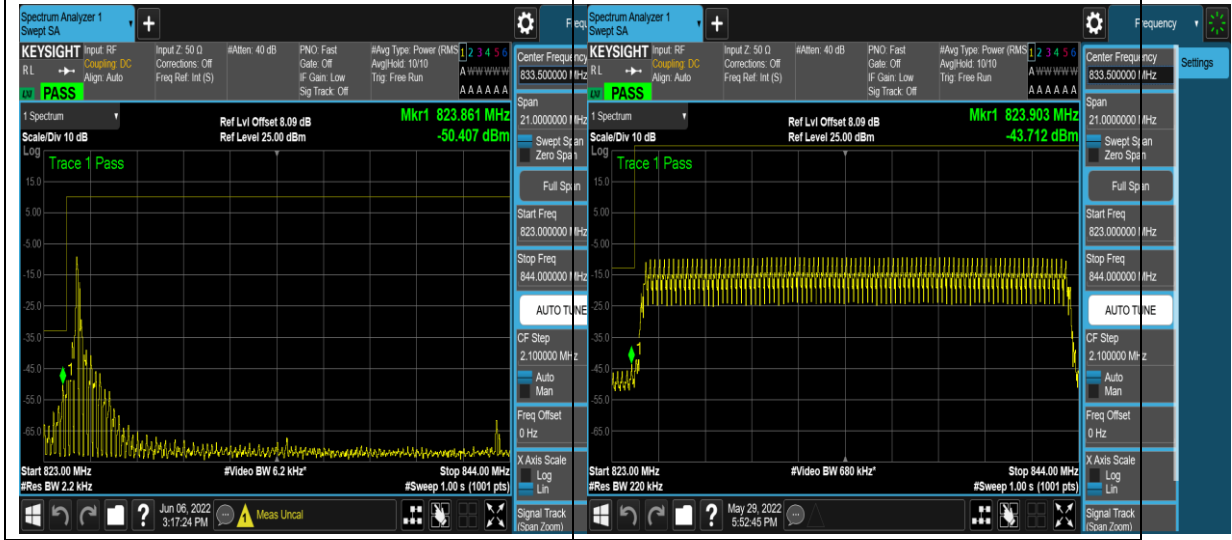 Spectrum Analyzer 1
Swept SA
+
Frequ
KEYSIGHT Input: RF
R L
Coupling: DC
Align: Auto
Input Z: 50 Ω
Corrections: Off
Freq Ref: Int (S)
#Atten: 40 dB
PNO: Fast
Gate: Off
IF Gain: Low
Sig Track: Off
#Avg Type: Power (RMS
Avg|Hold: 10/10
Trig: Free Run
1 2 3 4 5 6
A W W W W W
A A A A A A
PASS
1 Spectrum
Scale/Div 10 dB
Ref Lvl Offset 8.09 dB
Ref Level 25.00 dBm
Mkr1 823.861 MHz
-50.407 dBm
Log
Trace 1 Pass
15.0
5.00
-5.00
-15.0
-25.0
-35.0
-45.0
-55.0
-65.0
1
Start 823.00 MHz
#Res BW 2.2 kHz
#Video BW 6.2 kHz*
Stop 844.00 MHz
#Sweep 1.00 s (1001 pts)
Center Frequency
833.500000 MHz
Span
21.0000000 MHz
Swept Span
Zero Span
Full Span
Start Freq
823.000000 MHz
Stop Freq
844.000000 MHz
AUTO TUNE
CF Step
2.100000 MHz
Auto
Man
Freq Offset
0 Hz
X Axis Scale
Log
Lin
Signal Track
(Span Zoom)
?
Jun 06, 2022
3:17:24 PM
Meas Uncal
Spectrum Analyzer 1
Swept SA
+
Frequency
Settings
KEYSIGHT Input: RF
R L
Coupling: DC
Align: Auto
Input Z: 50 Ω
Corrections: Off
Freq Ref: Int (S)
#Atten: 40 dB
PNO: Fast
Gate: Off
IF Gain: Low
Sig Track: Off
#Avg Type: Power (RMS
Avg|Hold: 10/10
Trig: Free Run
1 2 3 4 5 6
A W W W W W
A A A A A A
PASS
1 Spectrum
Scale/Div 10 dB
Ref Lvl Offset 8.09 dB
Ref Level 25.00 dBm
Mkr1 823.903 MHz
-43.712 dBm
Log
Trace 1 Pass
15.0
5.00
-5.00
-15.0
-25.0
-35.0
-45.0
-55.0
-65.0
1
Start 823.00 MHz
#Res BW 220 kHz
#Video BW 680 kHz*
Stop 844.00 MHz
#Sweep 1.00 s (1001 pts)
Center Frequency
833.500000 MHz
Span
21.0000000 MHz
Swept Span
Zero Span
Full Span
Start Freq
823.000000 MHz
Stop Freq
844.000000 MHz
AUTO TUNE
CF Step
2.100000 MHz
Auto
Man
Freq Offset
0 Hz
X Axis Scale
Log
Lin
Signal Track
(Span Zoom)
?
May 29, 2022
5:52:45 PM